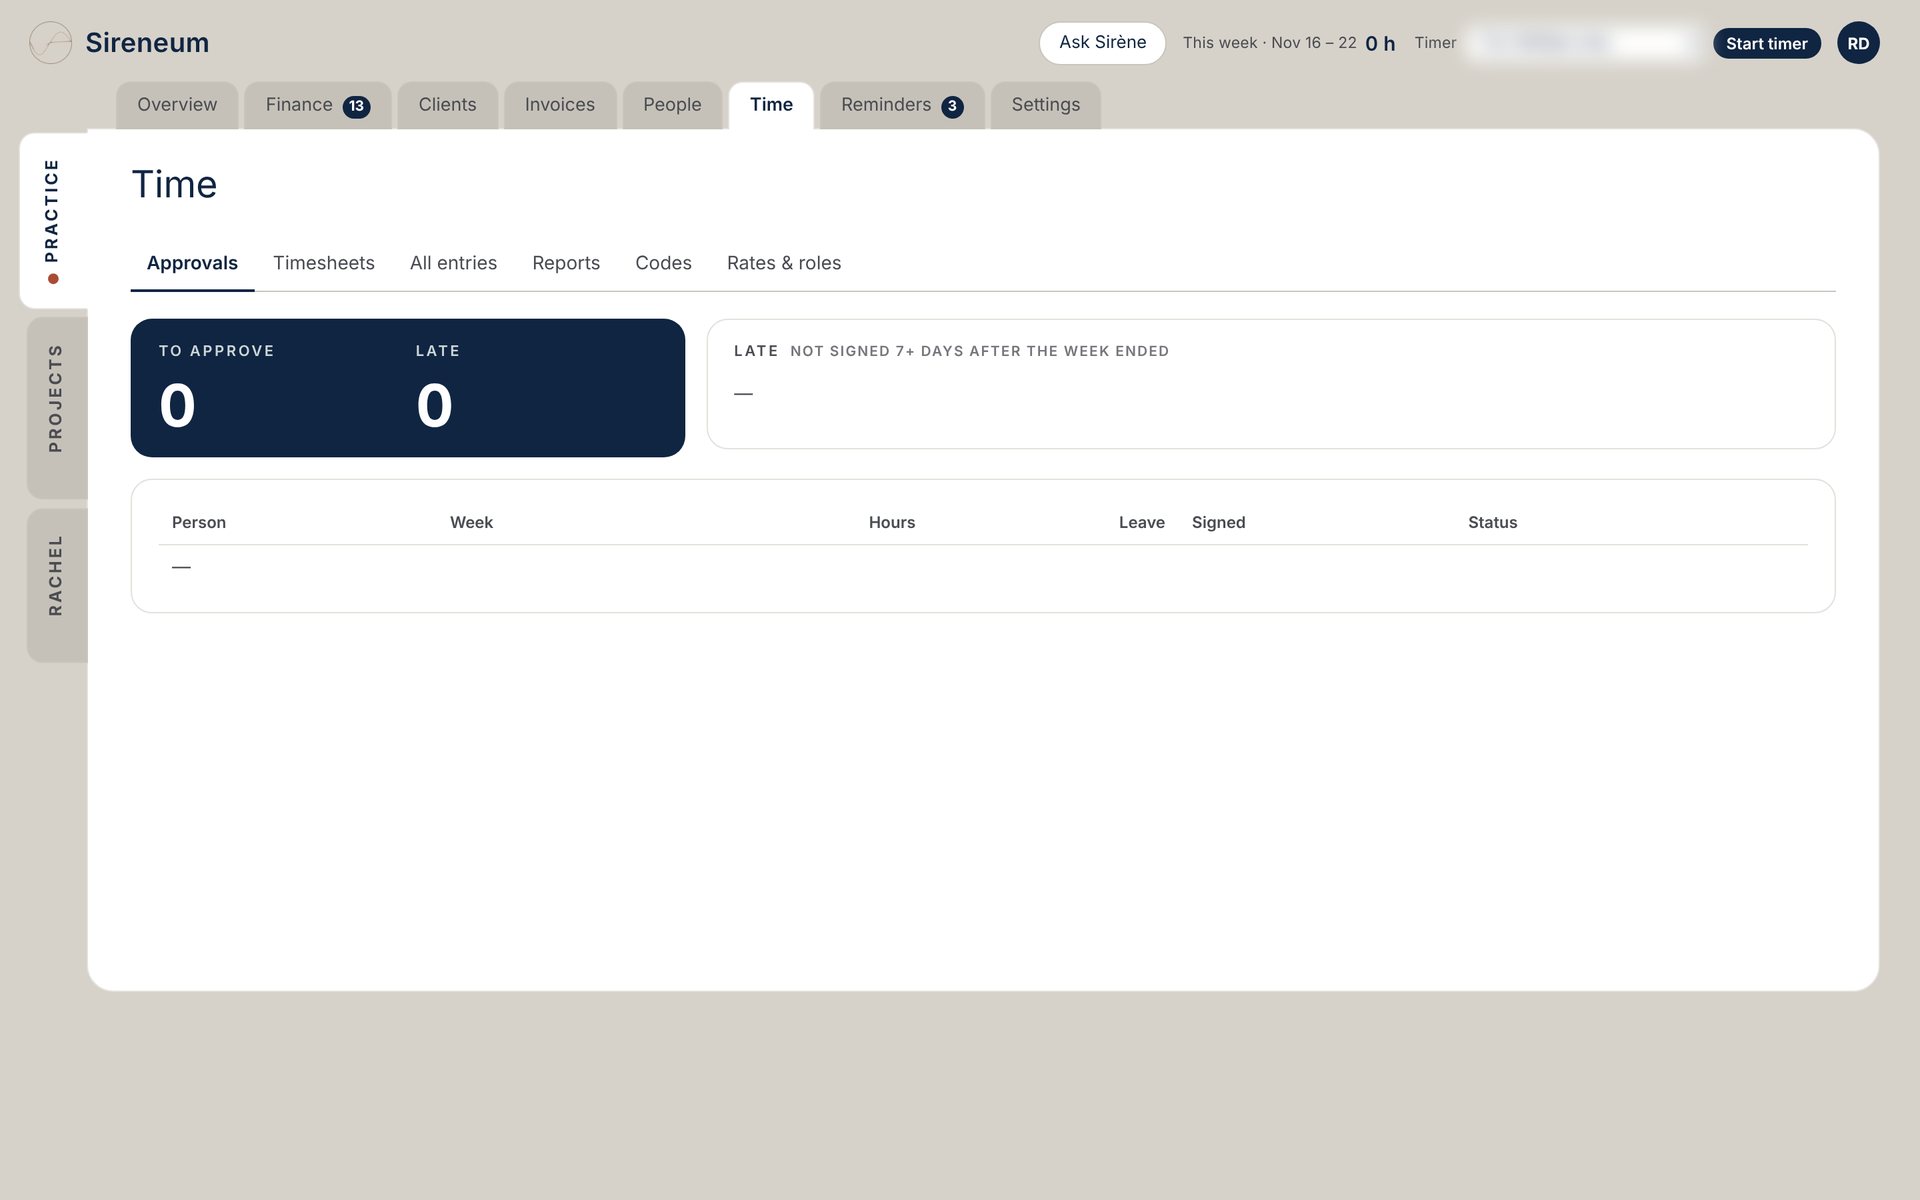 Sireneum
Ask Sirène
This week · Nov 16 – 22 0 h
Timer
Start timer
RD
Overview
Finance 13
Clients
Invoices
People
Time
Reminders 3
Settings
PRACTICE
PROJECTS
RACHEL
Time
Approvals
Timesheets
All entries
Reports
Codes
Rates & roles
TO APPROVE
0
LATE
0
LATE NOT SIGNED 7+ DAYS AFTER THE WEEK ENDED
—
Person Week Hours Leave Signed Status
—